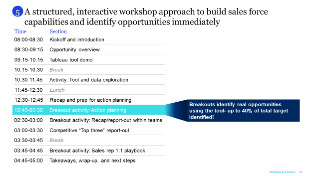 5 A structured, interactive workshop approach to build sales force
capabilities and identify opportunities immediately
Time Section
08:00-08:30 Kickoff and introduction
08:30-09:15 Opportunity overview
09:15-10:15 Tableau tool demo
10:15-10:30 Break
10:30-11:45 Activity: Tool and data exploration
11:45-12:30 Lunch
12:30-12:45 Recap and prep for action planning
12:45-02:30 Breakout activity: Action planning
02:30-03:00 Breakout activity: Recap/report-out within teams
03:00-03:30 Competitive "Top three" report-out
03:30-03:45 Break
03:45-04:45 Breakout activity: Sales rep 1:1 playbook
04:45-05:00 Takeaways, wrap-up, and next steps
Breakouts identify real opportunities
using the tool- up to 40% of total target
identified!